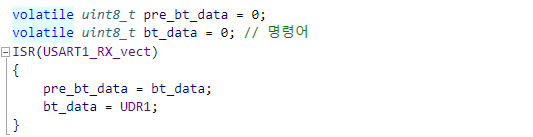 volatile uint8_t pre_bt_data = 0;
volatile uint8_t bt_data = 0; // 명령어
ISR(USART1_RX_vect)
{
    pre_bt_data = bt_data;
    bt_data = UDR1;
}